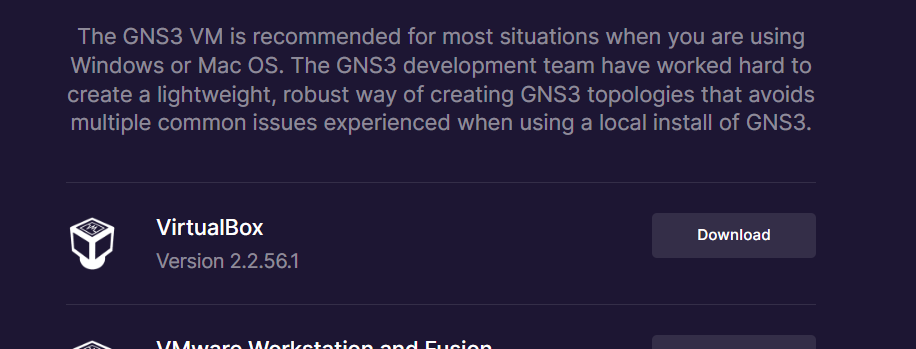 The GNS3 VM is recommended for most situations when you are using
Windows or Mac OS. The GNS3 development team have worked hard to
create a lightweight, robust way of creating GNS3 topologies that avoids
multiple common issues experienced when using a local install of GNS3.
VirtualBox
Download
Version 2.2.56.1
VMware Workstation and Fusion